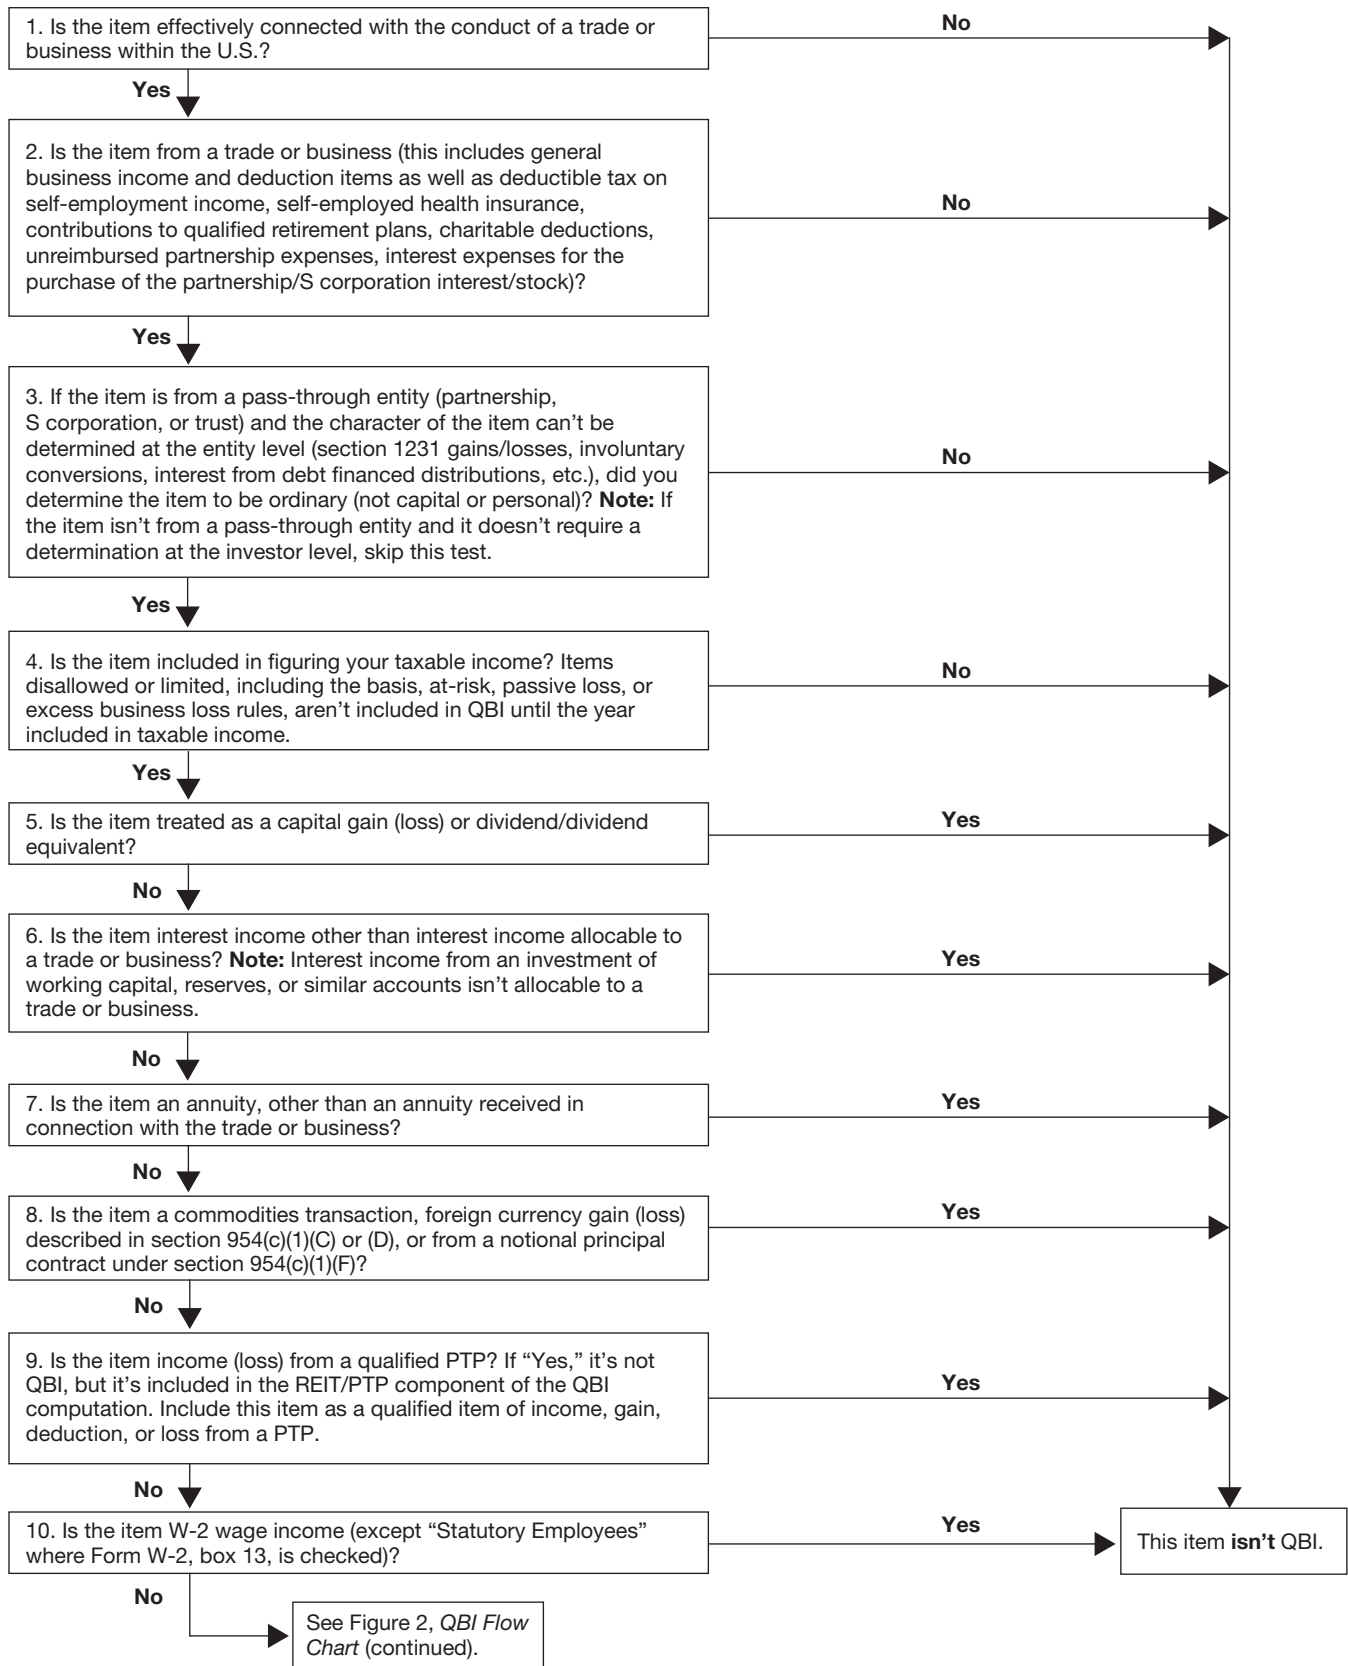 1. Is the item effectively connected with the conduct of a trade or
business within the U.S.?
No
Yes
2. Is the item from a trade or business (this includes general
business income and deduction items as well as deductible tax on
self-employment income, self-employed health insurance,
contributions to qualified retirement plans, charitable deductions,
unreimbursed partnership expenses, interest expenses for the
purchase of the partnership/S corporation interest/stock)?
No
Yes
3. If the item is from a pass-through entity (partnership,
S corporation, or trust) and the character of the item can’t be
determined at the entity level (section 1231 gains/losses, involuntary
conversions, interest from debt financed distributions, etc.), did you
determine the item to be ordinary (not capital or personal)? Note: If
the item isn’t from a pass-through entity and it doesn’t require a
determination at the investor level, skip this test.
No
Yes
4. Is the item included in figuring your taxable income? Items
disallowed or limited, including the basis, at-risk, passive loss, or
excess business loss rules, aren’t included in QBI until the year
included in taxable income.
No
Yes
5. Is the item treated as a capital gain (loss) or dividend/dividend
equivalent?
Yes
No
6. Is the item interest income other than interest income allocable to
a trade or business? Note: Interest income from an investment of
working capital, reserves, or similar accounts isn’t allocable to a
trade or business.
Yes
No
7. Is the item an annuity, other than an annuity received in
connection with the trade or business?
Yes
No
8. Is the item a commodities transaction, foreign currency gain (loss)
described in section 954(c)(1)(C) or (D), or from a notional principal
contract under section 954(c)(1)(F)?
Yes
No
9. Is the item income (loss) from a qualified PTP? If “Yes,” it’s not
QBI, but it’s included in the REIT/PTP component of the QBI
computation. Include this item as a qualified item of income, gain,
deduction, or loss from a PTP.
Yes
No
10. Is the item W-2 wage income (except “Statutory Employees”
where Form W-2, box 13, is checked)?
Yes
This item isn’t QBI.
No
See Figure 2, QBI Flow
Chart (continued).